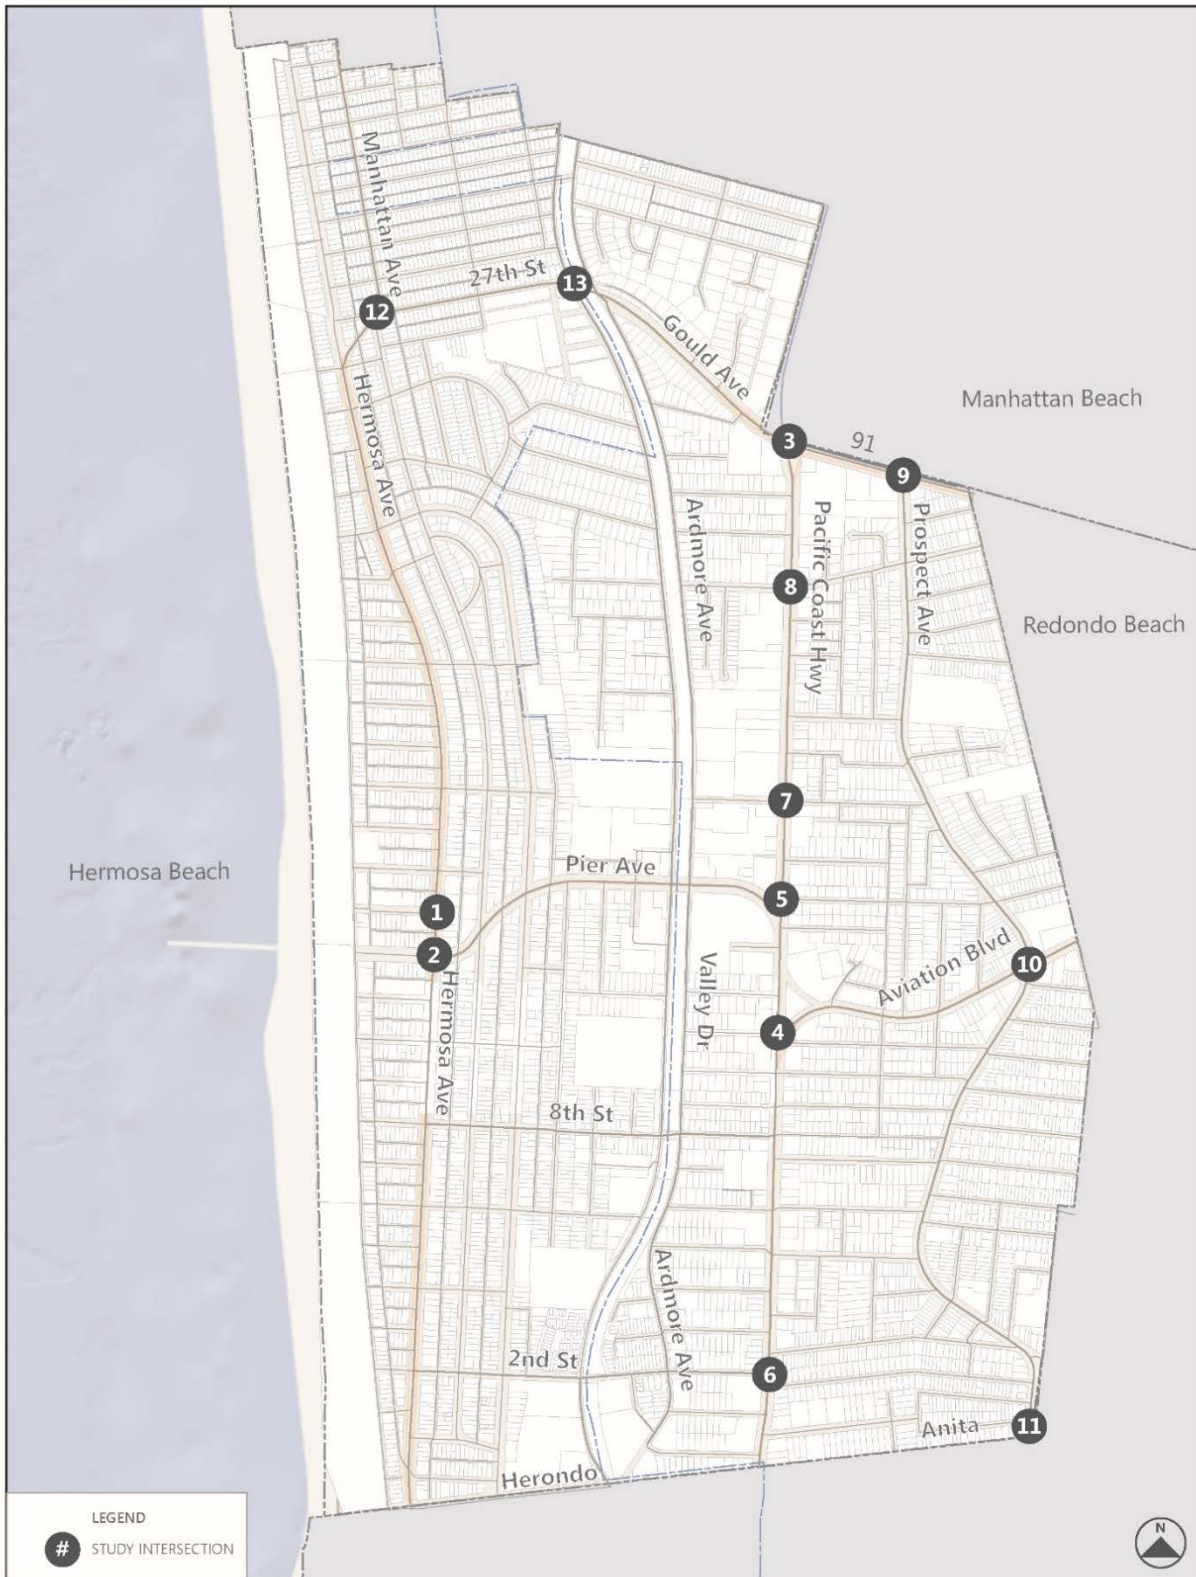 Manhattan Ave
27th St
13
12
Gould Ave
Manhattan Beach
Hermosa Ave
3
91
9
Ardmore Ave
Pacific Coast Hwy
Prospect Ave
8
Redondo Beach
7
Hermosa Beach
Pier Ave
5
1
2
Aviation Blvd
10
Hermosa Ave
Valley Dr
4
8th St
Ardmore Ave
2nd St
6
Anita
11
Herondo
LEGEND
# STUDY INTERSECTION
N